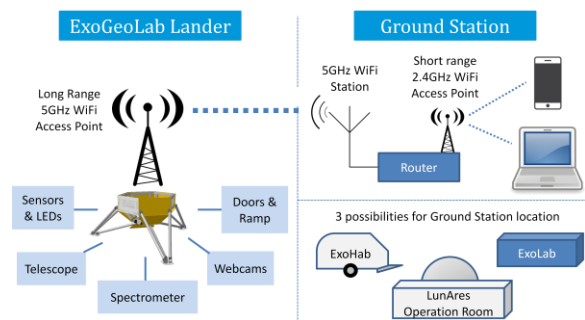 ExoGeoLab Lander
Long Range
5GHz WiFi
Access Point
Sensors
& LEDs
Doors &
Ramp
Telescope
Webcams
Spectrometer
Ground Station
5GHz WiFi
Station
Short range
2.4GHz WiFi
Access Point
Router
3 possibilities for Ground Station location
ExoHab
ExoLab
LunAres
Operation Room